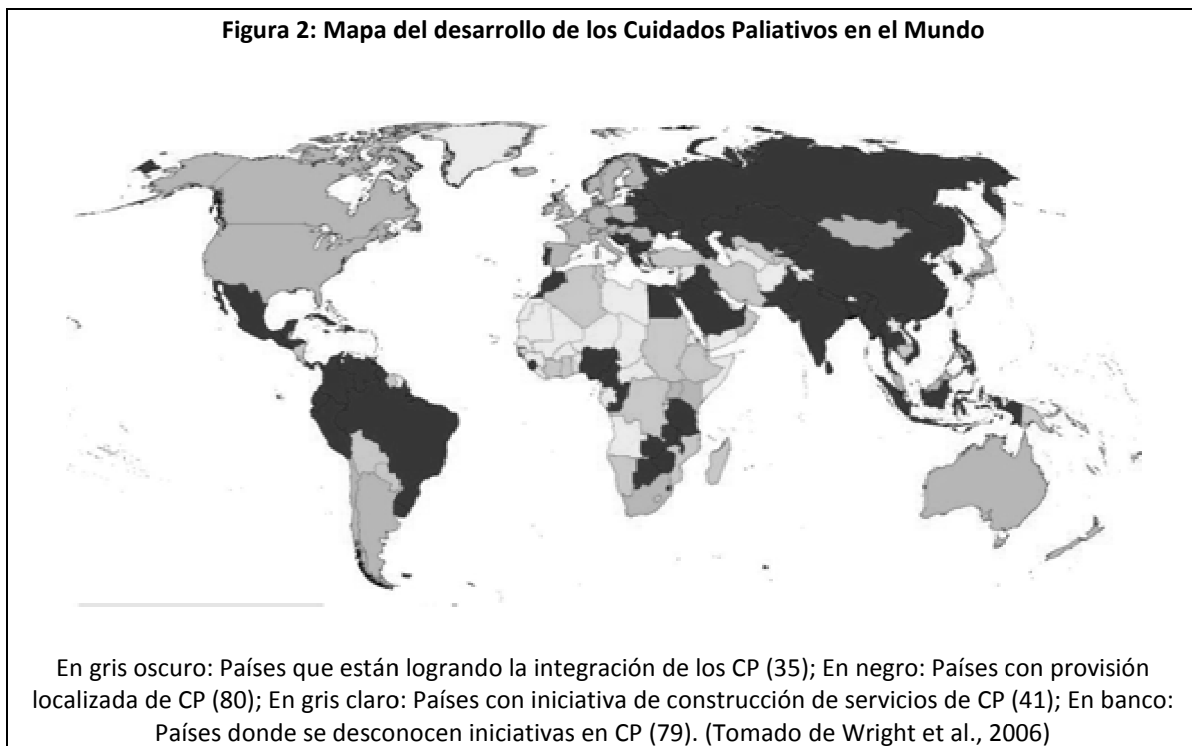 Figura 2: Mapa del desarrollo de los Cuidados Paliativos en el Mundo
En gris oscuro: Países que están logrando la integración de los CP (35); En negro: Países con provisión
localizada de CP (80); En gris claro: Países con iniciativa de construcción de servicios de CP (41); En banco:
Países donde se desconocen iniciativas en CP (79). (Tomado de Wright et al., 2006)